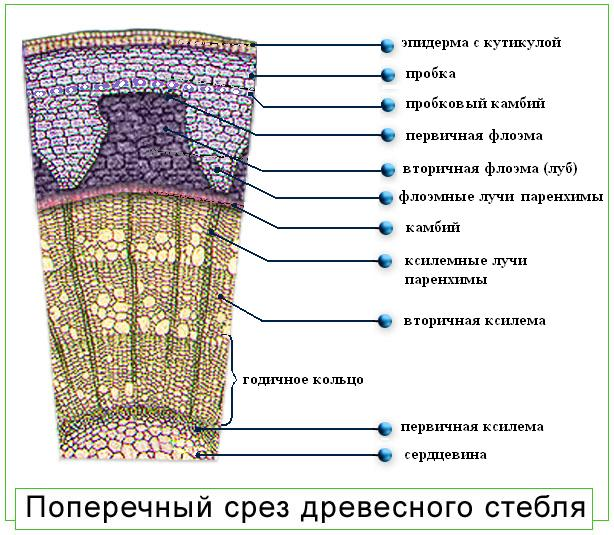 эпидерма с кутикулой
пробка
пробковый камбий
первичная флоэма
вторичная флоэма (луб)
флоэмные лучи паренхимы
камбий
ксилемные лучи
паренхимы
вторичная ксилема
годичное кольцо
первичная ксилема
сердцевина
Поперечный срез древесного стебля